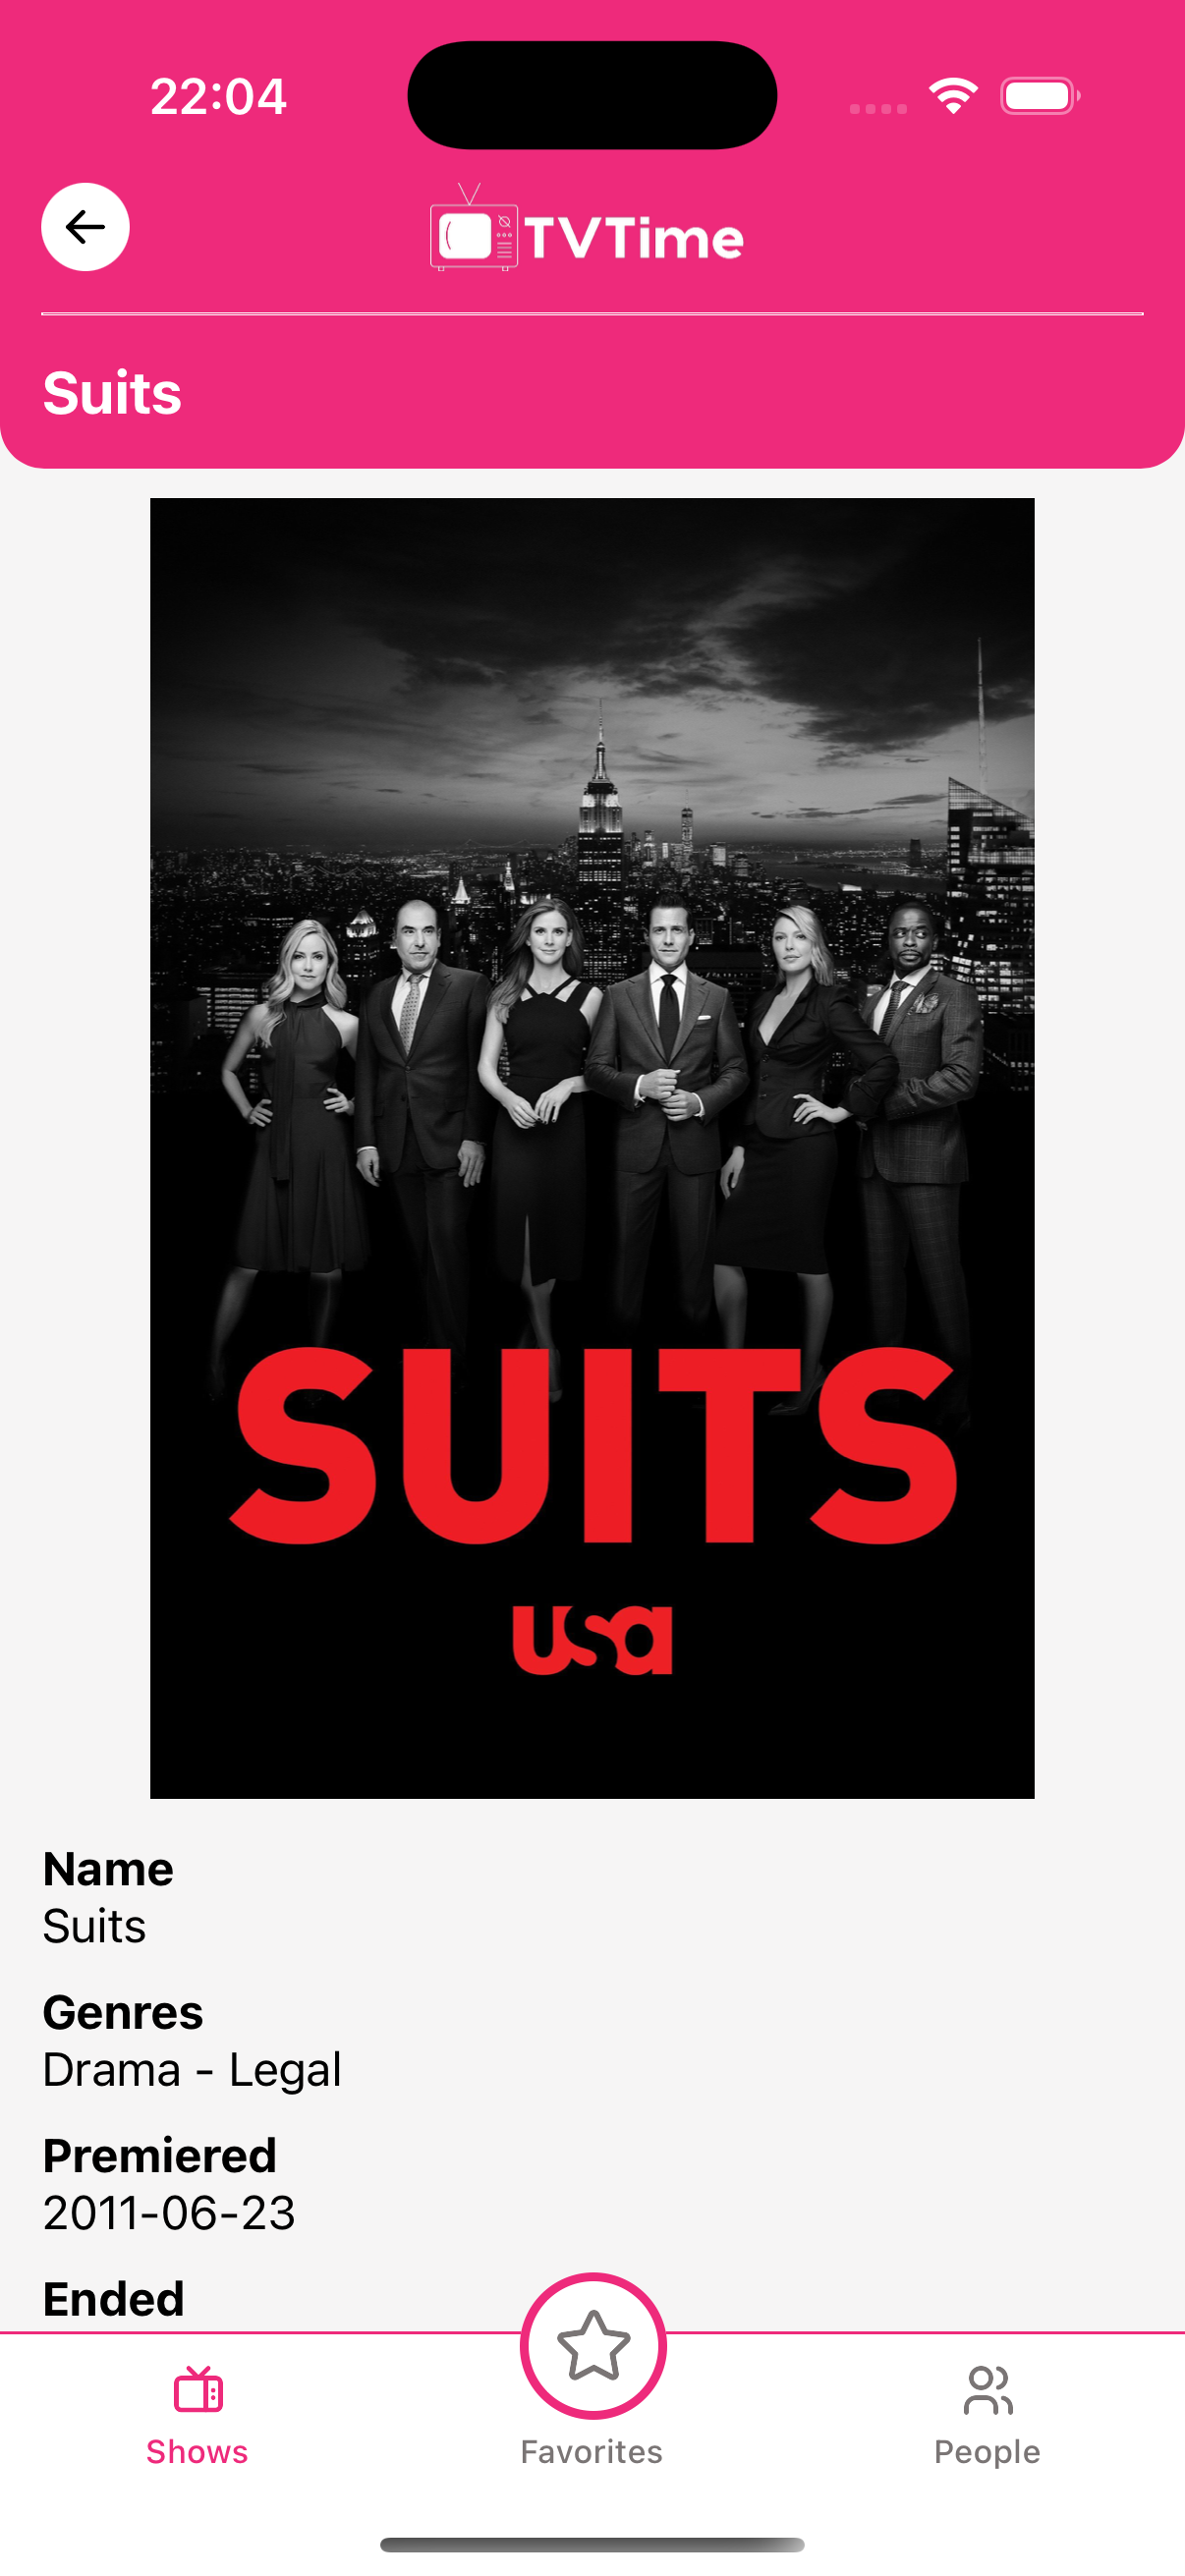 22:04
TVTime
Suits
SUITS
usa
Name
Suits
Genres
Drama - Legal
Premiered
2011-06-23
Ended
Shows
Favorites
People